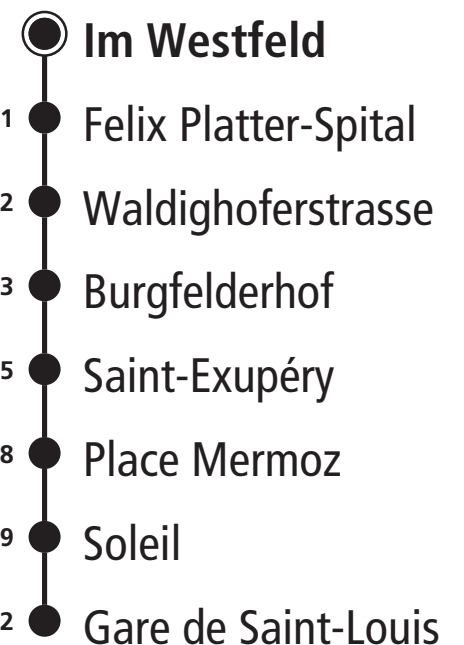 Im Westfeld
1 Felix Platter-Spital
2 Waldighoferstrasse
3 Burgfelderhof
5 Saint-Exupéry
8 Place Mermoz
9 Soleil
2 Gare de Saint-Louis